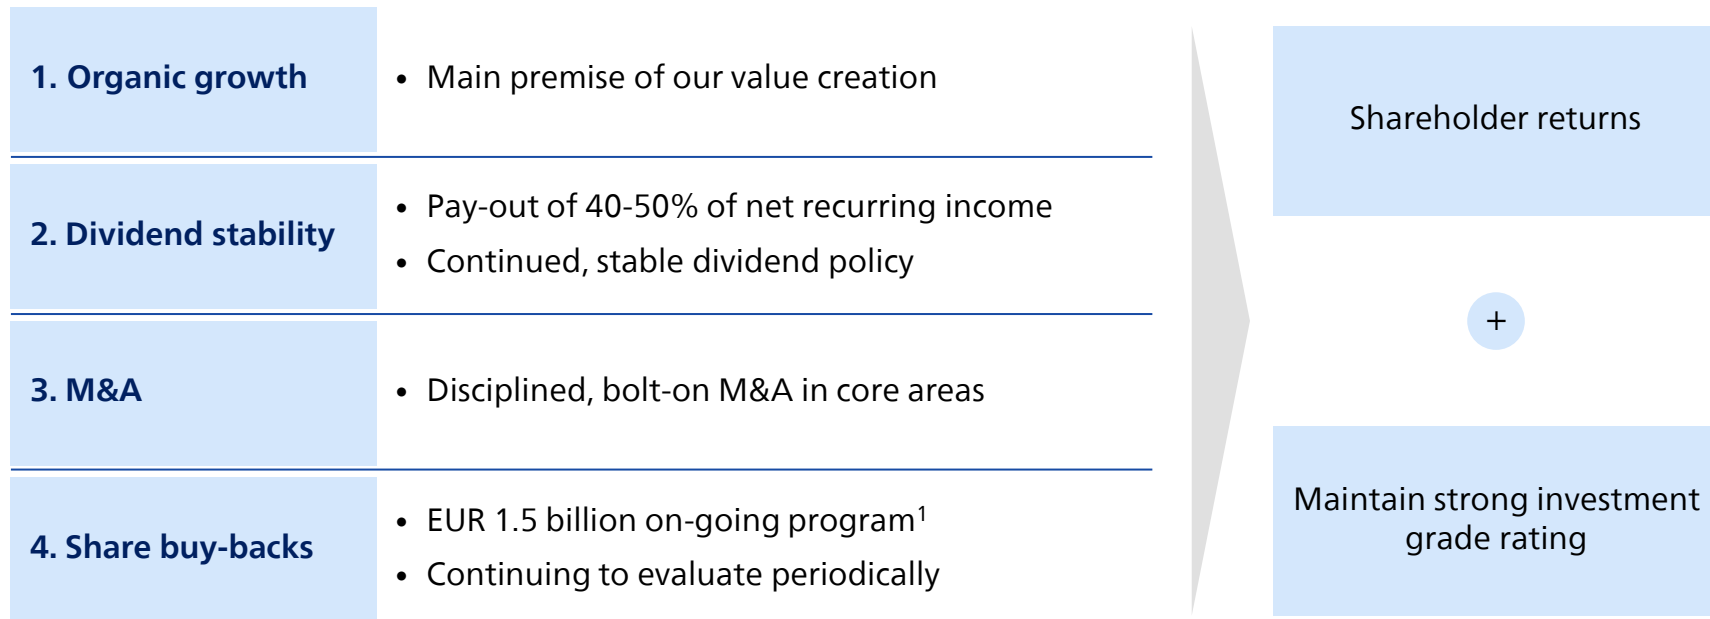 1. Organic growth
• Main premise of our value creation
2. Dividend stability
• Pay-out of 40-50% of net recurring income
• Continued, stable dividend policy
3. M&A
• Disciplined, bolt-on M&A in core areas
4. Share buy-backs
• EUR 1.5 billion on-going program¹
• Continuing to evaluate periodically
Shareholder returns
+
Maintain strong investment
grade rating